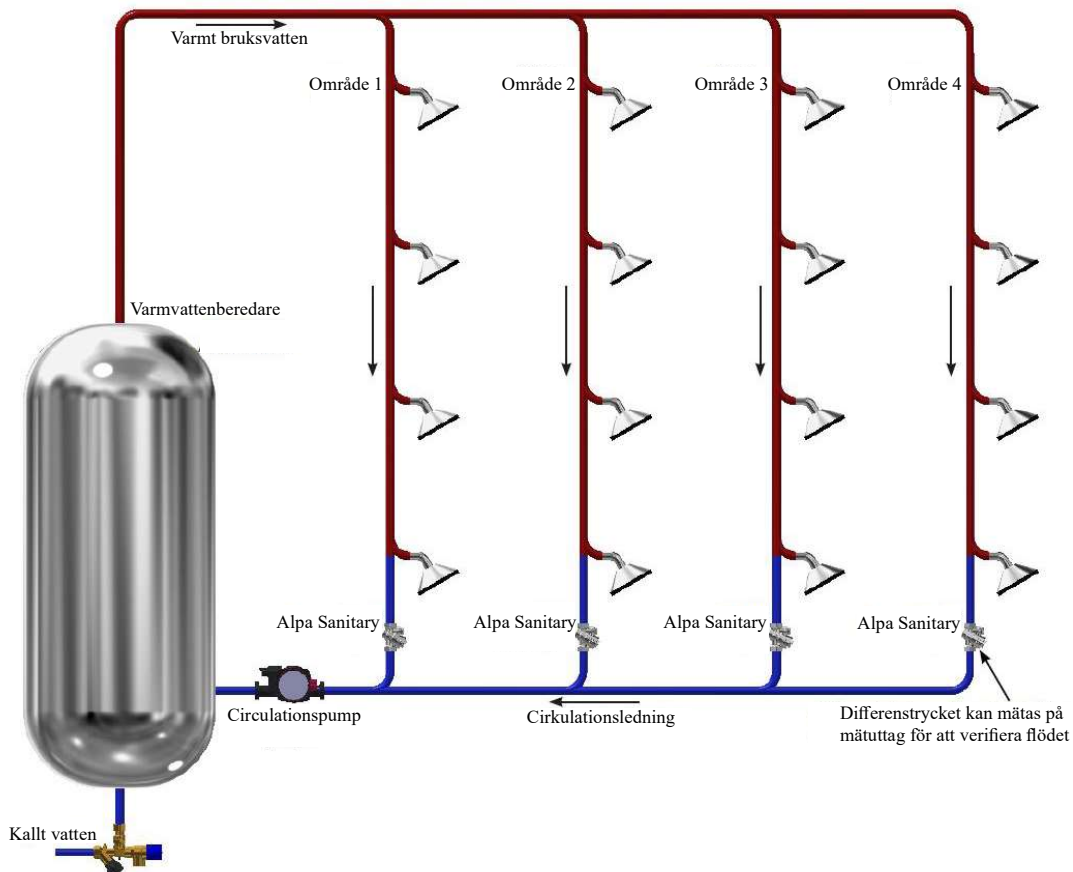 Varmt bruksvatten
Område 1
Område 2
Område 3
Område 4
Varmvattenberedare
Alpa Sanitary
Alpa Sanitary
Alpa Sanitary
Alpa Sanitary
Circulationspump
Cirkulationsledning
Differenstrycket kan mätas på
mätuttag för att verifiera flödet
Kallt vatten